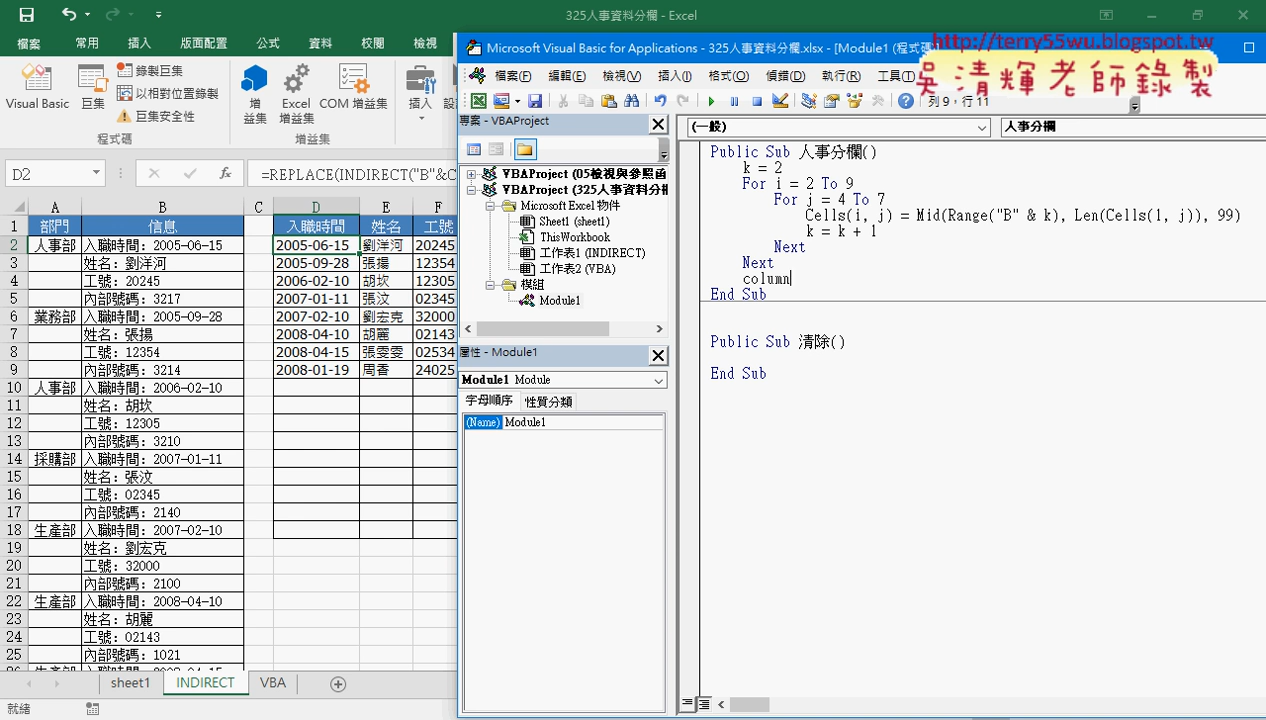 325人事資料分欄 - Excel
檔案 常用 插入 版面配置 公式 資料 校閱 檢視
Visual Basic 巨集 錄製巨集 以相對位置錄製 巨集安全性 增益集 Excel 增益集 COM 增益集 插入
程式碼 增益集
D2 fx =REPLACE(INDIRECT("B"&C
A B C D E F
1 部門 信息 入職時間 姓名 工號
2 人事部 入職時間：2005-06-15 2005-06-15 劉洋河 20245
3 姓名：劉洋河 2005-09-28 張揚 12354
4 工號：20245 2006-02-10 胡坎 12305
5 內部號碼：3217 2007-01-11 張汶 02345
6 業務部 入職時間：2005-09-28 2007-02-10 劉宏克 32000
7 姓名：張揚 2008-04-10 胡麗 02143
8 工號：12354 2008-04-15 張雯雯 02534
9 內部號碼：3214 2008-01-19 周香 24025
10 人事部 入職時間：2006-02-10
11 姓名：胡坎
12 工號：12305
13 內部號碼：3210
14 採購部 入職時間：2007-01-11
15 姓名：張汶
16 工號：02345
17 內部號碼：2140
18 生產部 入職時間：2007-02-10
19 姓名：劉宏克
20 工號：32000
21 內部號碼：2100
22 生產部 入職時間：2008-04-10
23 姓名：胡麗
24 工號：02143
25 內部號碼：1021
sheet1 INDIRECT VBA
就緒
Microsoft Visual Basic for Applications - 325人事資料分欄.xlsx - [Module1 (程式碼
http://terry55wu.blogspot.tw
吳清輝老師錄製
檔案(F) 編輯(E) 檢視(V) 插入(I) 格式(O) 偵錯(D) 執行(R) 工具(T)
列 9，行 11
專案 - VBAProject
VBAProject (05檢視與參照函
VBAProject (325人事資料分欄
Microsoft Excel 物件
Sheet1 (sheet1)
ThisWorkbook
工作表1 (INDIRECT)
工作表2 (VBA)
模組
Module1
屬性 - Module1
Module1 Module
字母順序 性質分類
(Name) Module1
(一般) 人事分欄
Public Sub 人事分欄()
k = 2
For i = 2 To 9
For j = 4 To 7
Cells(i, j) = Mid(Range("B" & k), Len(Cells(1, j)), 99)
k = k + 1
Next
Next
column
End Sub
Public Sub 清除()
End Sub